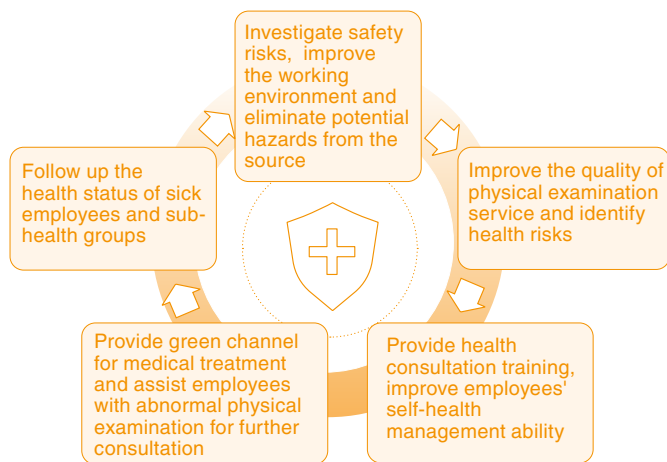 Investigate safety
risks, improve
the working
environment and
eliminate potential
hazards from the
source
Improve the quality of
physical examination
service and identify
health risks
Provide health
consultation training,
improve employees'
self-health
management ability
Provide green channel
for medical treatment
and assist employees
with abnormal physical
examination for further
consultation
Follow up the
health status of sick
employees and sub-
health groups